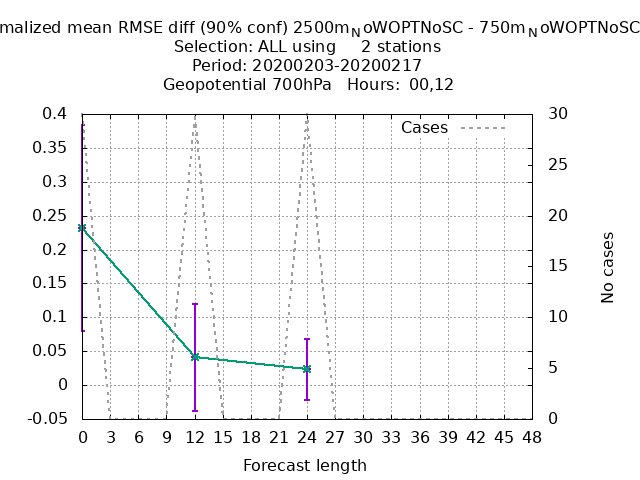 malized mean RMSE diff (90% conf) 2500mNoWOPTNoSC - 750mNoWOPTNoSC
Selection: ALL using 2 stations
Period: 20200203-20200217
Geopotential 700hPa Hours: 00,12
0.4
0.35
0.3
0.25
0.2
0.15
0.1
0.05
0
-0.05
Cases
30
25
20
15
10
5
0
No cases
0 3 6 9 12 15 18 21 24 27 30 33 36 39 42 45 48
Forecast length